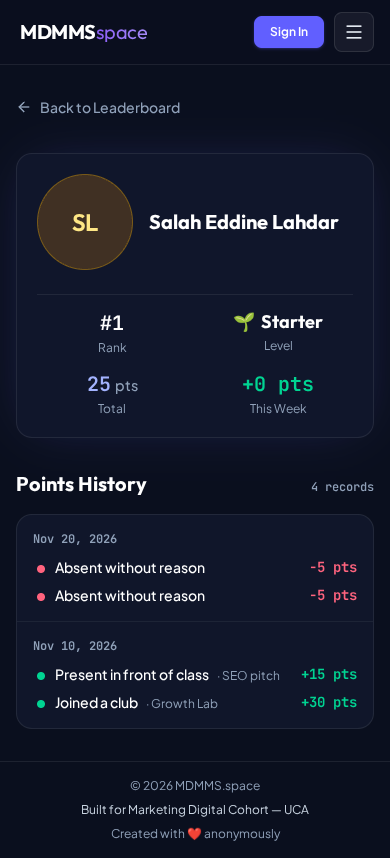 MDMMSspace
Sign In
← Back to Leaderboard
SL
Salah Eddine Lahdar
#1
Rank
🌱 Starter
Level
25 pts
Total
+0 pts
This Week
Points History
4 records
Nov 20, 2026
Absent without reason -5 pts
Absent without reason -5 pts
Nov 10, 2026
Present in front of class · SEO pitch +15 pts
Joined a club · Growth Lab +30 pts
© 2026 MDMMS.space
Built for Marketing Digital Cohort — UCA
Created with ❤️ anonymously